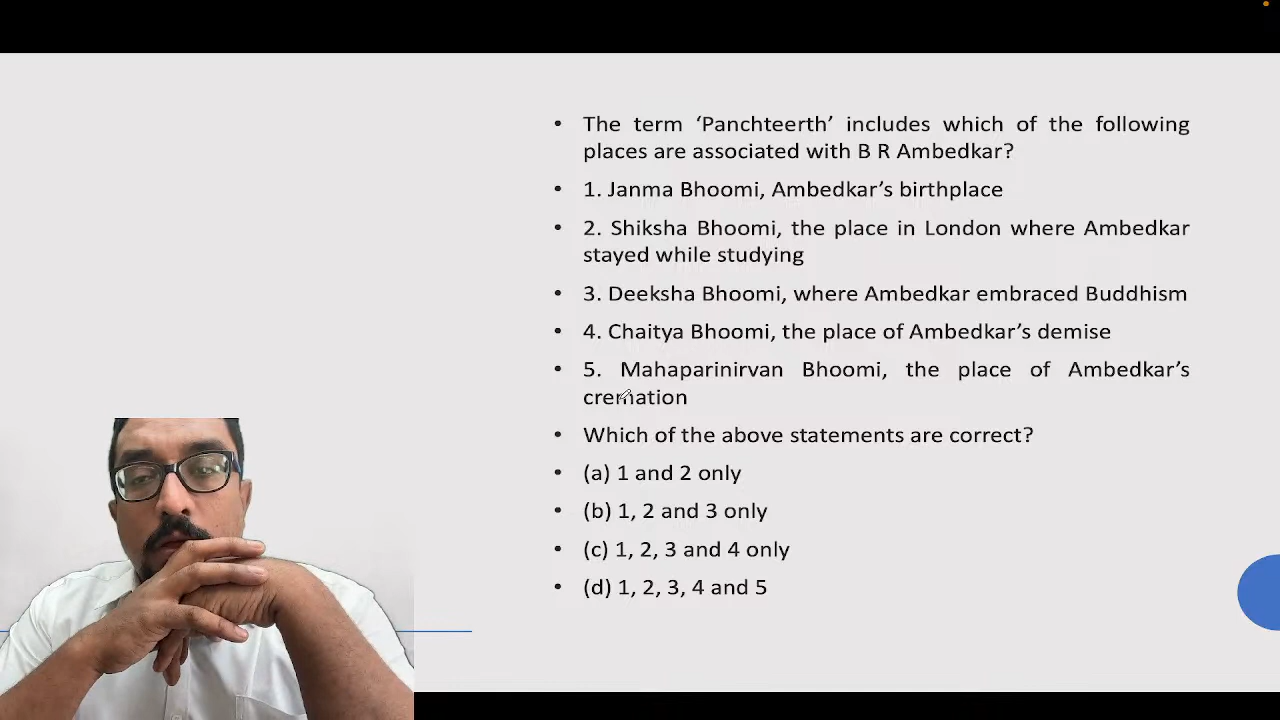 • The term ‘Panchteerth’ includes which of the following
places are associated with B R Ambedkar?
• 1. Janma Bhoomi, Ambedkar’s birthplace
• 2. Shiksha Bhoomi, the place in London where Ambedkar
stayed while studying
• 3. Deeksha Bhoomi, where Ambedkar embraced Buddhism
• 4. Chaitya Bhoomi, the place of Ambedkar’s demise
• 5. Mahaparinirvan Bhoomi, the place of Ambedkar’s
cremation
• Which of the above statements are correct?
• (a) 1 and 2 only
• (b) 1, 2 and 3 only
• (c) 1, 2, 3 and 4 only
• (d) 1, 2, 3, 4 and 5